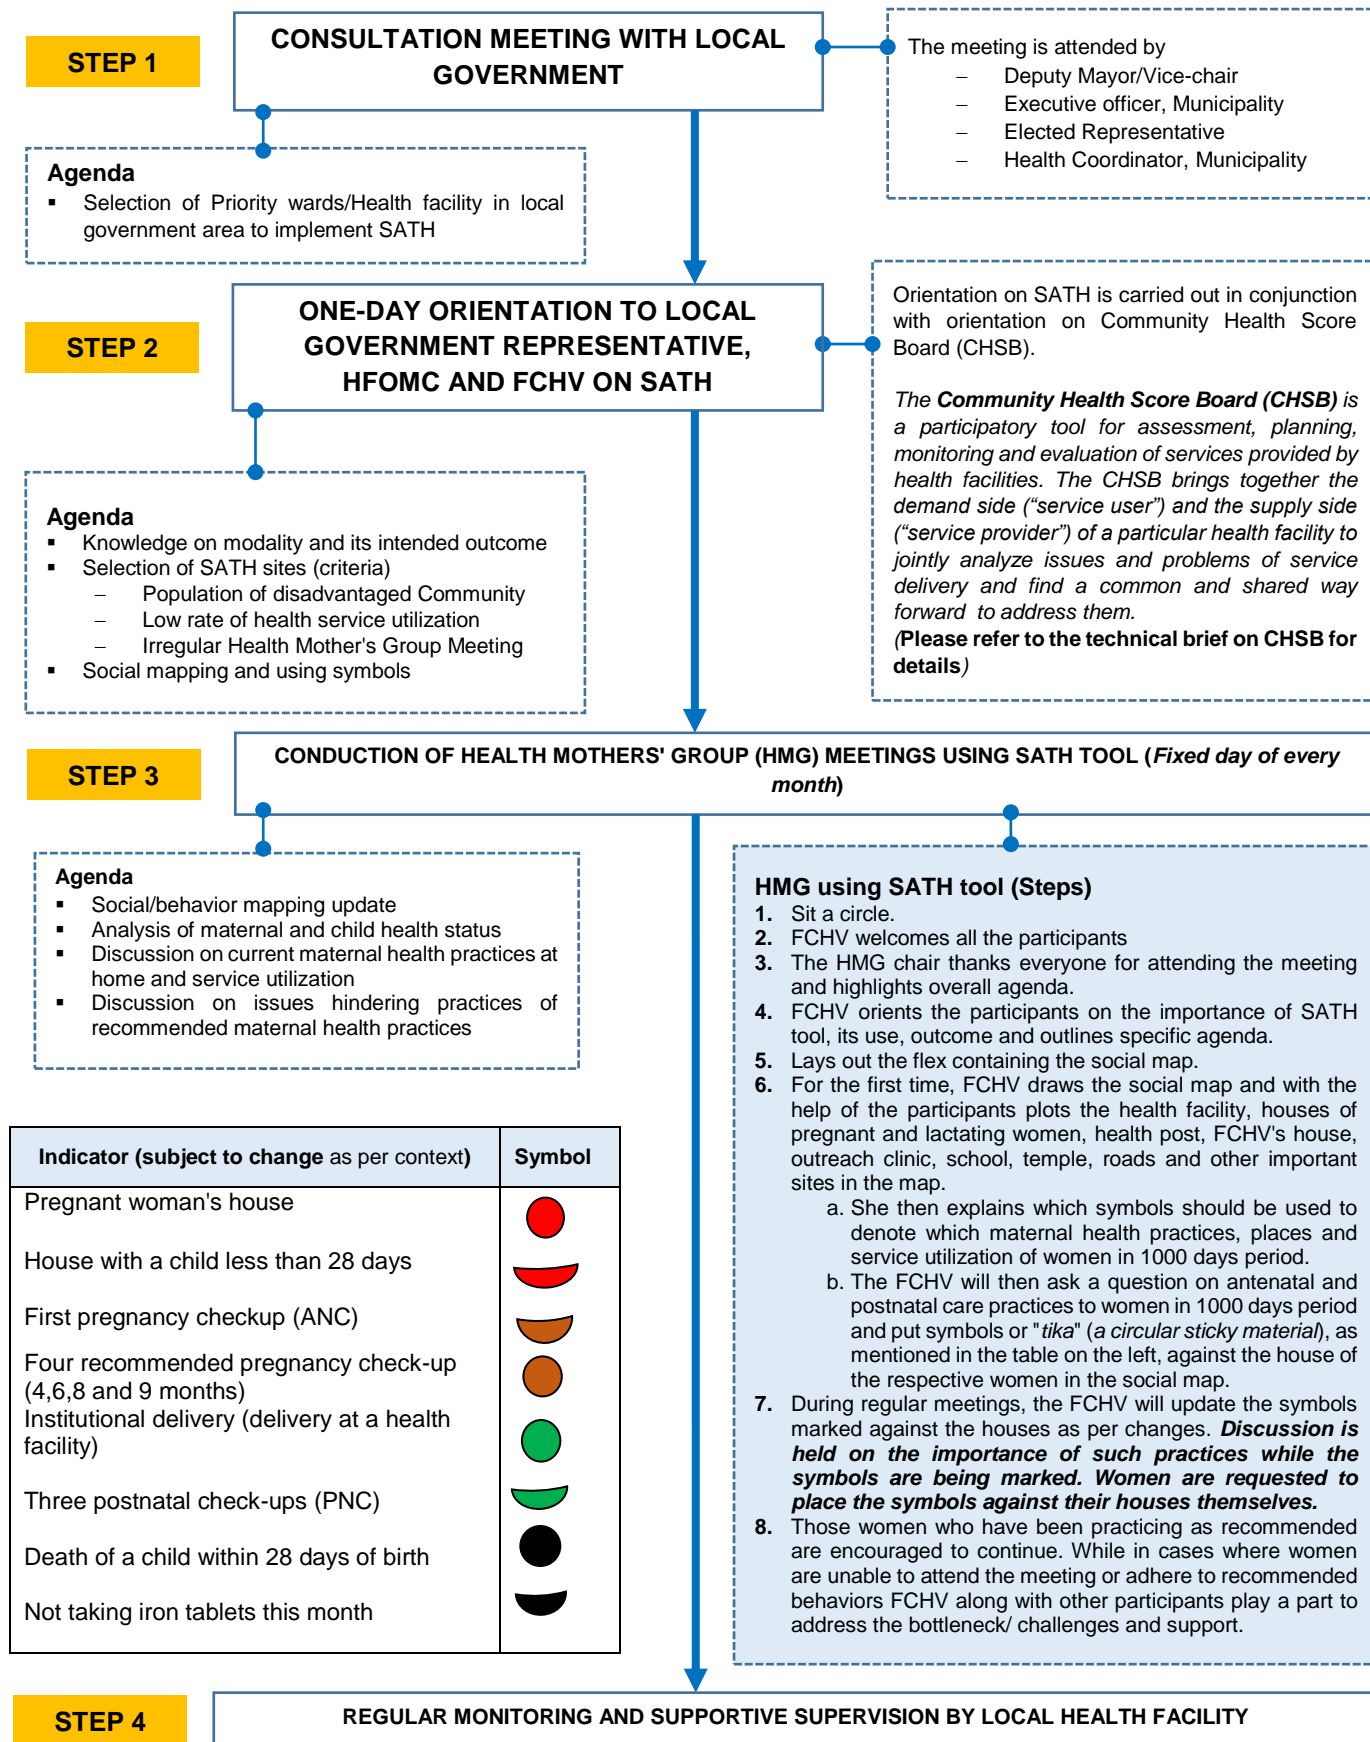 STEP 1
CONSULTATION MEETING WITH LOCAL
GOVERNMENT
The meeting is attended by
– Deputy Mayor/Vice-chair
– Executive officer, Municipality
– Elected Representative
– Health Coordinator, Municipality
Agenda
▪ Selection of Priority wards/Health facility in local
government area to implement SATH
STEP 2
ONE-DAY ORIENTATION TO LOCAL
GOVERNMENT REPRESENTATIVE,
HFOMC AND FCHV ON SATH
Orientation on SATH is carried out in conjunction
with orientation on Community Health Score
Board (CHSB).
The Community Health Score Board (CHSB) is
a participatory tool for assessment, planning,
monitoring and evaluation of services provided by
health facilities. The CHSB brings together the
demand side (“service user”) and the supply side
(“service provider”) of a particular health facility to
jointly analyze issues and problems of service
delivery and find a common and shared way
forward to address them.
(Please refer to the technical brief on CHSB for
details)
Agenda
▪ Knowledge on modality and its intended outcome
▪ Selection of SATH sites (criteria)
– Population of disadvantaged Community
– Low rate of health service utilization
– Irregular Health Mother's Group Meeting
▪ Social mapping and using symbols
STEP 3
CONDUCTION OF HEALTH MOTHERS' GROUP (HMG) MEETINGS USING SATH TOOL (Fixed day of every
month)
Agenda
▪ Social/behavior mapping update
▪ Analysis of maternal and child health status
▪ Discussion on current maternal health practices at
home and service utilization
▪ Discussion on issues hindering practices of
recommended maternal health practices
HMG using SATH tool (Steps)
1. Sit a circle.
2. FCHV welcomes all the participants
3. The HMG chair thanks everyone for attending the meeting
and highlights overall agenda.
4. FCHV orients the participants on the importance of SATH
tool, its use, outcome and outlines specific agenda.
5. Lays out the flex containing the social map.
6. For the first time, FCHV draws the social map and with the
help of the participants plots the health facility, houses of
pregnant and lactating women, health post, FCHV's house,
outreach clinic, school, temple, roads and other important
sites in the map.
a. She then explains which symbols should be used to
denote which maternal health practices, places and
service utilization of women in 1000 days period.
b. The FCHV will then ask a question on antenatal and
postnatal care practices to women in 1000 days period
and put symbols or "tika" (a circular sticky material), as
mentioned in the table on the left, against the house of
the respective women in the social map.
7. During regular meetings, the FCHV will update the symbols
marked against the houses as per changes. Discussion is
held on the importance of such practices while the
symbols are being marked. Women are requested to
place the symbols against their houses themselves.
8. Those women who have been practicing as recommended
are encouraged to continue. While in cases where women
are unable to attend the meeting or adhere to recommended
behaviors FCHV along with other participants play a part to
address the bottleneck/ challenges and support.
Indicator (subject to change as per context) Symbol
Pregnant woman's house
House with a child less than 28 days
First pregnancy checkup (ANC)
Four recommended pregnancy check-up
(4,6,8 and 9 months)
Institutional delivery (delivery at a health
facility)
Three postnatal check-ups (PNC)
Death of a child within 28 days of birth
Not taking iron tablets this month
STEP 4
REGULAR MONITORING AND SUPPORTIVE SUPERVISION BY LOCAL HEALTH FACILITY